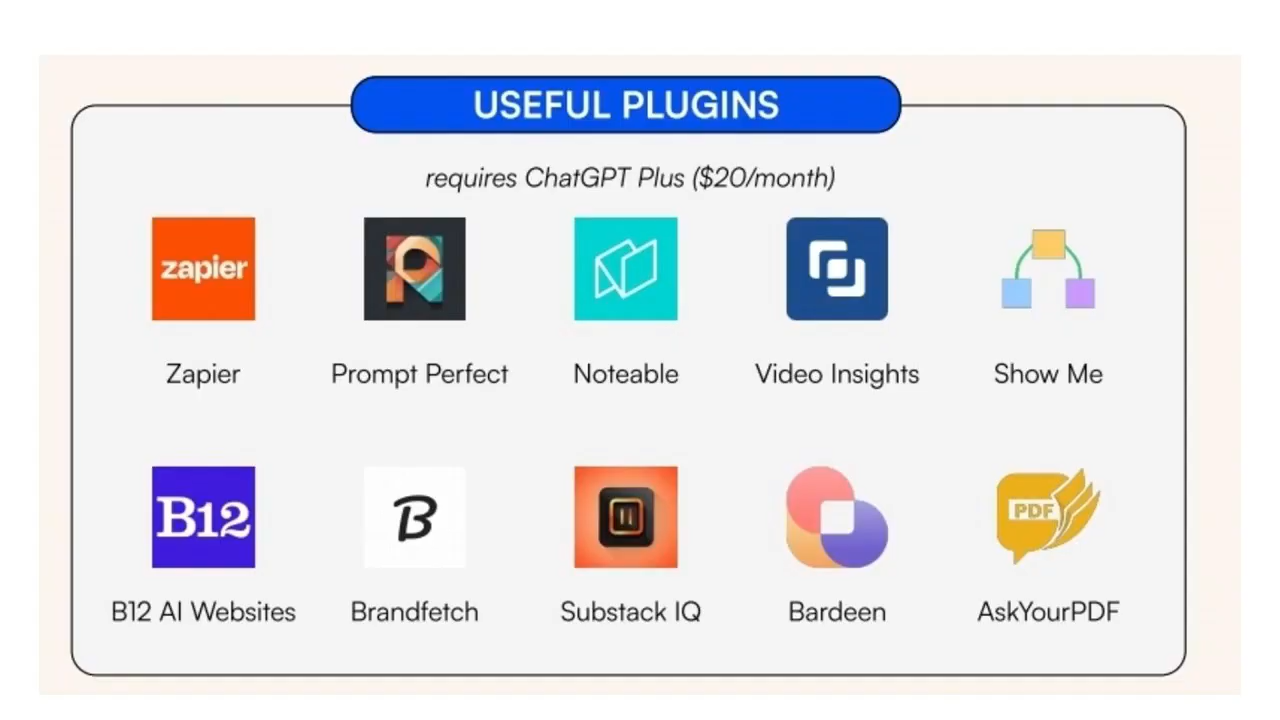 USEFUL PLUGINS
requires ChatGPT Plus ($20/month)
zapier
Zapier
Prompt Perfect
Noteable
Video Insights
Show Me
B12
B
PDF
B12 AI Websites
Brandfetch
Substack IQ
Bardeen
AskYourPDF